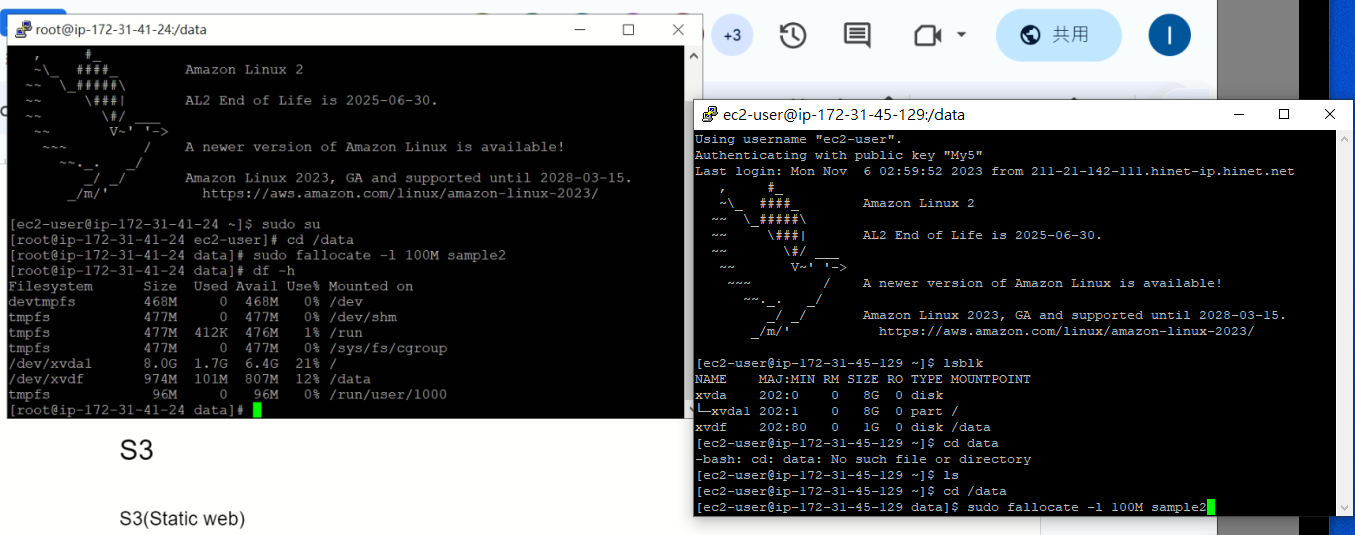 root@ip-172-31-41-24:/data
Amazon Linux 2
AL2 End of Life is 2025-06-30.
A newer version of Amazon Linux is available!
Amazon Linux 2023, GA and supported until 2028-03-15.
https://aws.amazon.com/linux/amazon-linux-2023/
[ec2-user@ip-172-31-41-24 ~]$ sudo su
[root@ip-172-31-41-24 ec2-user]# cd /data
[root@ip-172-31-41-24 data]# sudo fallocate -l 100M sample2
[root@ip-172-31-41-24 data]# df -h
Filesystem Size Used Avail Use% Mounted on
devtmpfs 468M 0 468M 0% /dev
tmpfs 477M 0 477M 0% /dev/shm
tmpfs 477M 412K 476M 1% /run
tmpfs 477M 0 477M 0% /sys/fs/cgroup
/dev/xvda1 8.0G 1.7G 6.4G 21% /
/dev/xvdf 974M 101M 807M 12% /data
tmpfs 96M 0 96M 0% /run/user/1000
[root@ip-172-31-41-24 data]#
S3
S3(Static web)
+3
共用
I
ec2-user@ip-172-31-45-129:/data
Using username "ec2-user".
Authenticating with public key "My5"
Last login: Mon Nov 6 02:59:52 2023 from 211-21-142-111.hinet-ip.hinet.net
Amazon Linux 2
AL2 End of Life is 2025-06-30.
A newer version of Amazon Linux is available!
Amazon Linux 2023, GA and supported until 2028-03-15.
https://aws.amazon.com/linux/amazon-linux-2023/
[ec2-user@ip-172-31-45-129 ~]$ lsblk
NAME MAJ:MIN RM SIZE RO TYPE MOUNTPOINT
xvda 202:0 0 8G 0 disk
└─xvda1 202:1 0 8G 0 part /
xvdf 202:80 0 1G 0 disk /data
[ec2-user@ip-172-31-45-129 ~]$ cd data
-bash: cd: data: No such file or directory
[ec2-user@ip-172-31-45-129 ~]$ ls
[ec2-user@ip-172-31-45-129 ~]$ cd /data
[ec2-user@ip-172-31-45-129 data]$ sudo fallocate -l 100M sample2